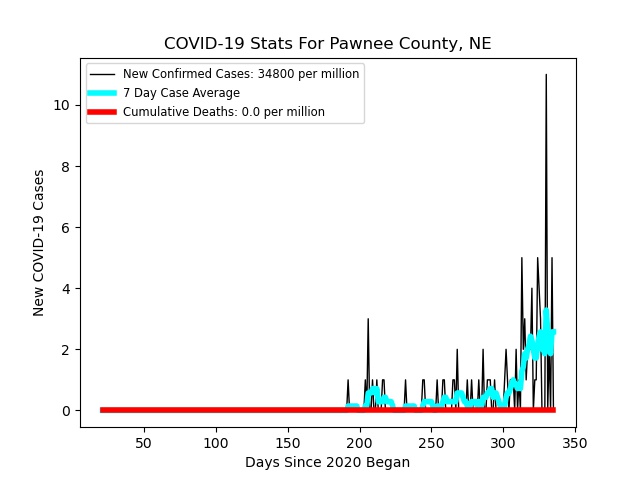 COVID-19 Stats For Pawnee County, NE
New Confirmed Cases: 34800 per million
7 Day Case Average
Cumulative Deaths: 0.0 per million
New COVID-19 Cases
10
8
6
4
2
0
50 100 150 200 250 300 350
Days Since 2020 Began